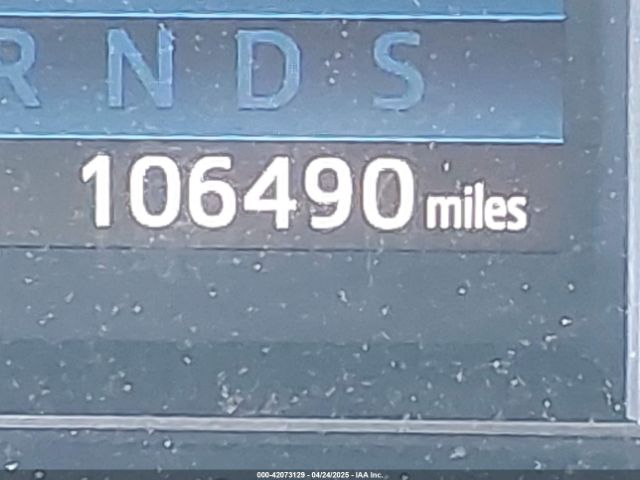 R N D S
106490 miles
000-42073129 - 04/24/2025 - IAA Inc.